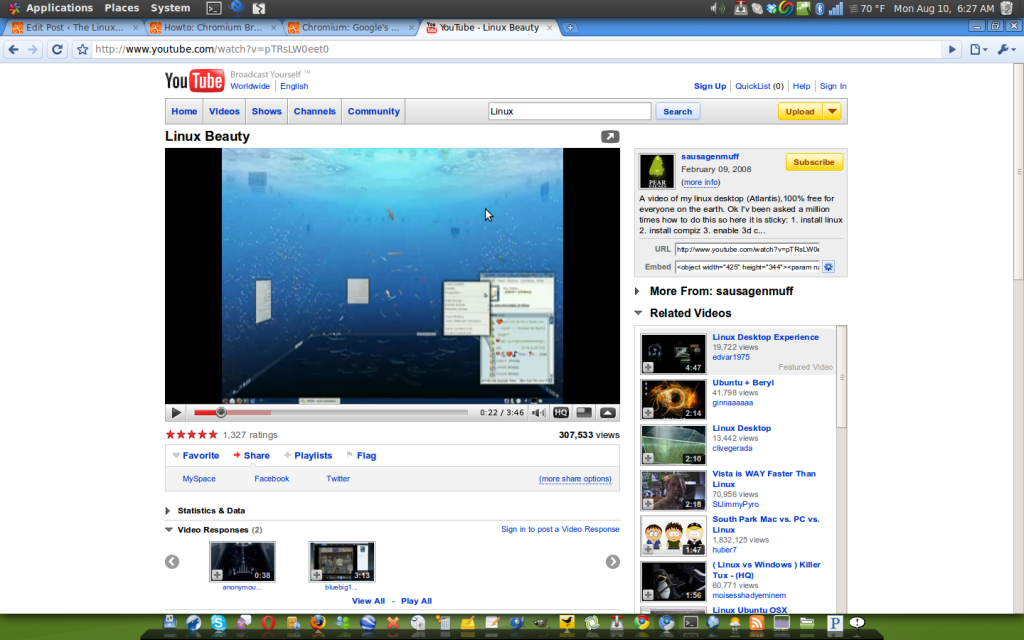 Applications Places System
70 °F Mon Aug 10, 6:27 AM
Edit Post ‹ The Linux...
Howto: Chromium Br...
Chromium: Google's ...
YouTube - Linux Beauty
http://www.youtube.com/watch?v=pTRsLW0eet0
YouTube
Broadcast Yourself ™
Worldwide English
Sign Up QuickList (0) Help Sign In
Home Videos Shows Channels Community
Linux
Search
Upload
Linux Beauty
0:22 / 3:46
HQ
1,327 ratings
307,533 views
Favorite Share Playlists Flag
MySpace Facebook Twitter (more share options)
Statistics & Data
Video Responses (2)
Sign in to post a Video Response
0:38
anonymou...
3:13
bluebig1...
View All - Play All
PEAR
sausagenmuff
February 09, 2008
(more info)
Subscribe
A video of my linux desktop (Atlantis),100% free for
everyone on the earth. Ok I'v been asked a million
times how to do this so here it is sticky: 1. install linux
2. install compiz 3. enable 3d c...
URL http://www.youtube.com/watch?v=pTRsLW0e
Embed <object width="425" height="344"><param na
More From: sausagenmuff
Related Videos
4:47
Linux Desktop Experience
19,722 views
edvar1975
Featured Video
2:14
Ubuntu + Beryl
41,798 views
ginnaaaaaa
2:10
Linux Desktop
13,442 views
clivegerada
2:18
Vista is WAY Faster Than
Linux
70,956 views
StJimmyPyro
1:47
South Park Mac vs. PC vs.
Linux
1,832,125 views
huber7
1:56
( Linux vs Windows ) Killer
Tux - (HQ)
60,771 views
moisesshadyeminem
Linux Ubuntu OSX